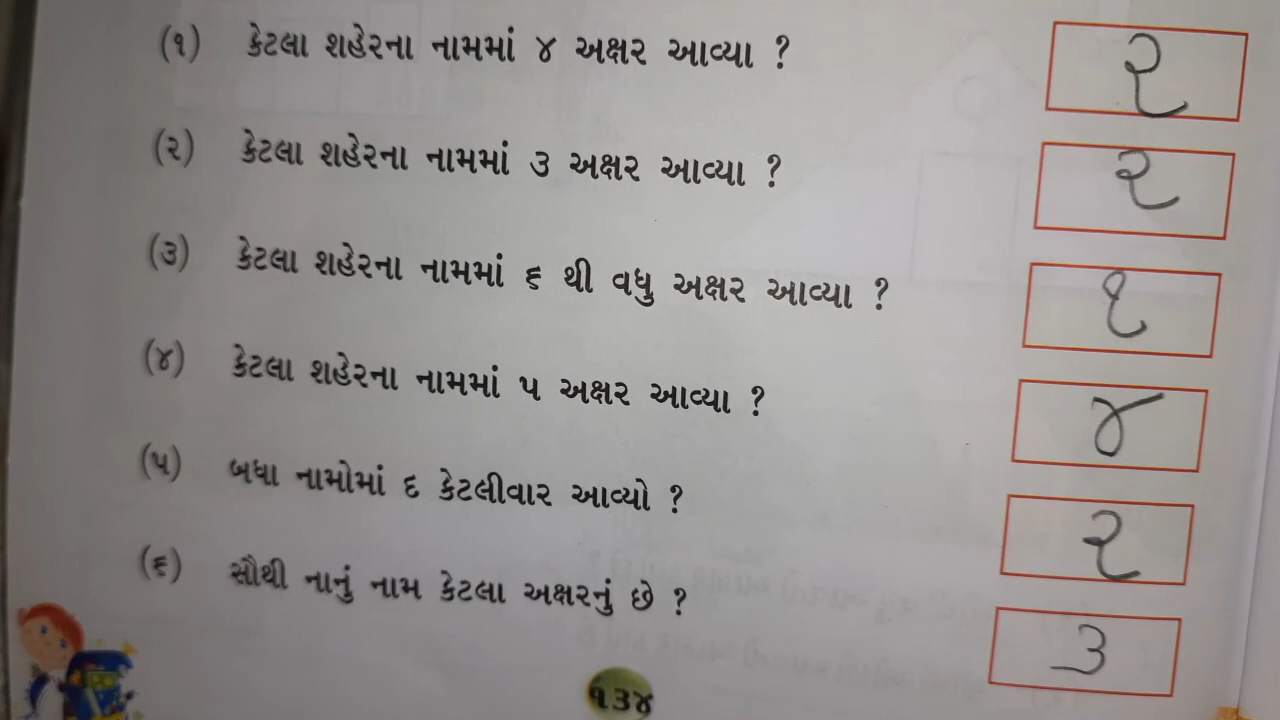 (૧) કેટલા શહેરના નામમાં ૪ અક્ષર આવ્યા ? ૨
(૨) કેટલા શહેરના નામમાં ૩ અક્ષર આવ્યા ? ૨
(૩) કેટલા શહેરના નામમાં ૬ થી વધુ અક્ષર આવ્યા ? ૧
(૪) કેટલા શહેરના નામમાં ૫ અક્ષર આવ્યા ? ૪
(૫) બધા નામોમાં દ કેટલીવાર આવ્યો ? ૨
(૬) સૌથી નાનું નામ કેટલા અક્ષરનું છે ? ૩
૧૩૪